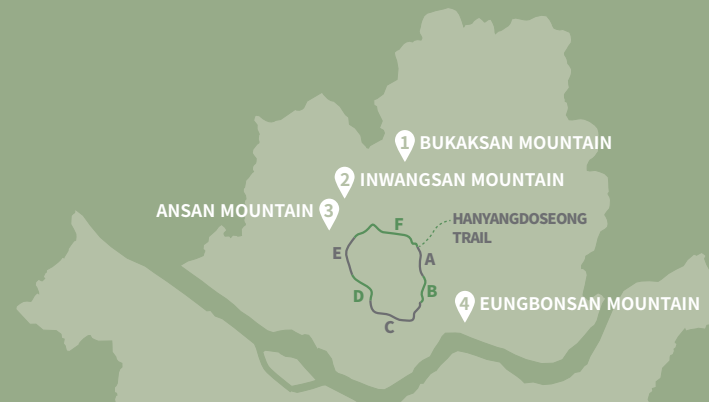 1 BUKAKSAN MOUNTAIN
2 INWANGSAN MOUNTAIN
ANSAN MOUNTAIN 3
HANYANGDOSEONG
TRAIL
F
E
A
D
B
C
4 EUNGBONSAN MOUNTAIN